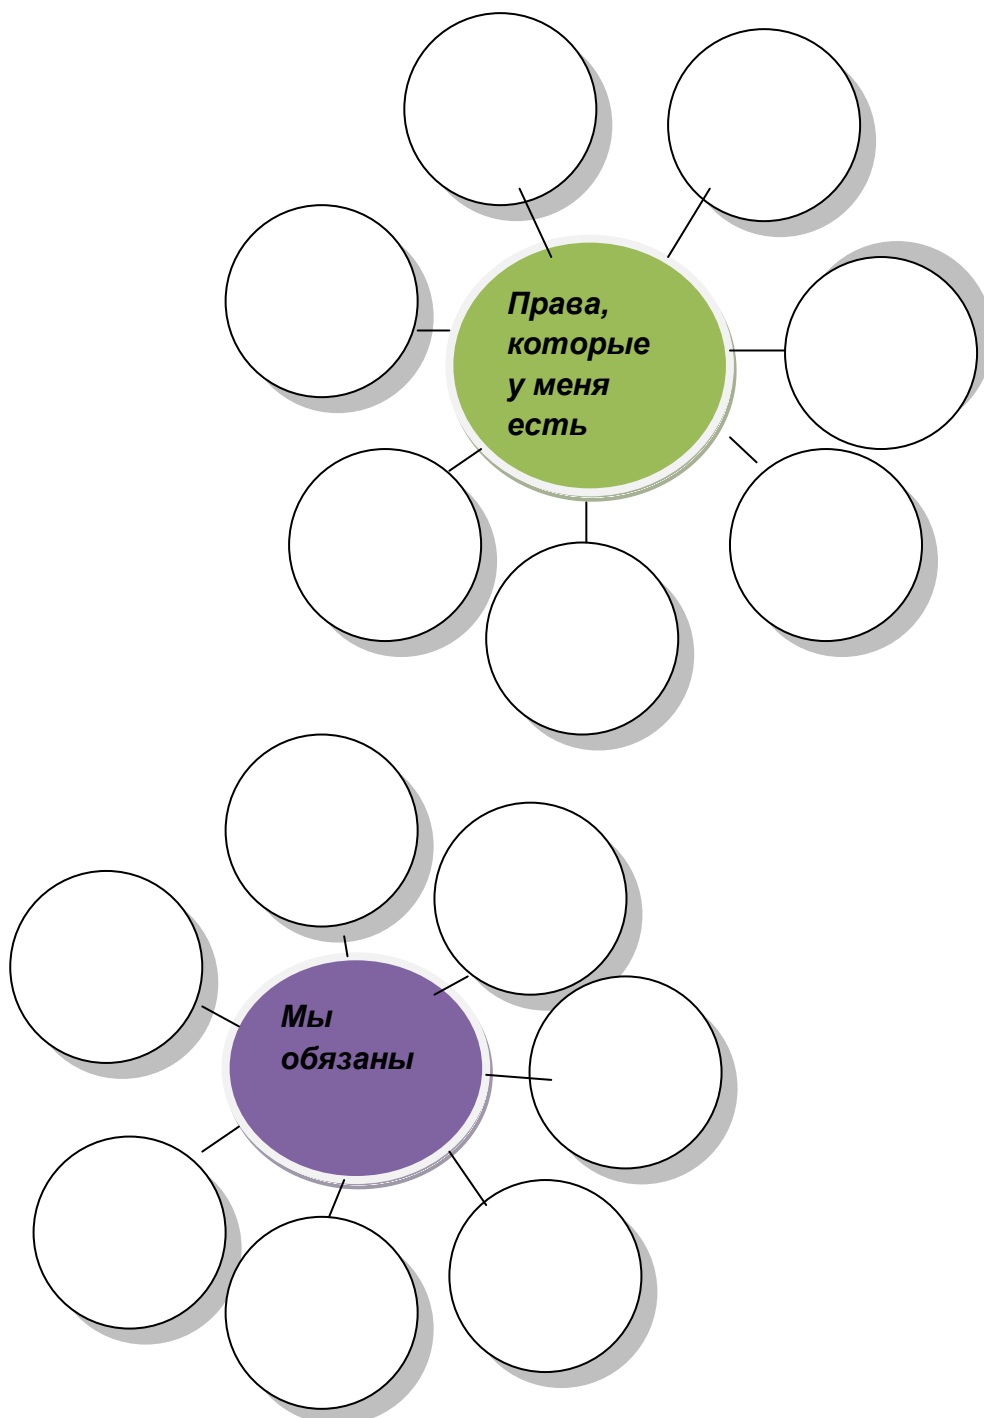 Права,
которые
у меня
есть
Мы
обязаны